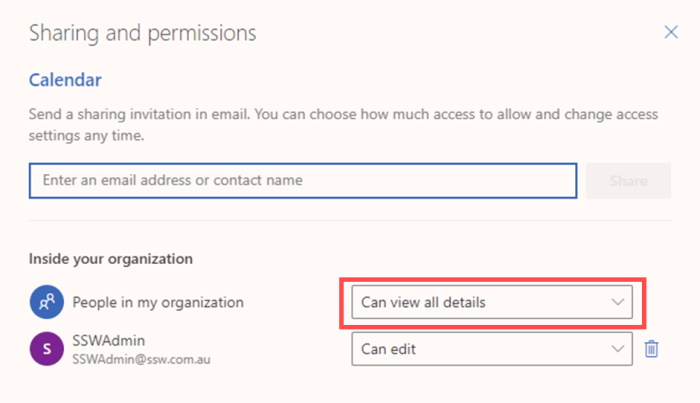 Sharing and permissions
Calendar
Send a sharing invitation in email. You can choose how much access to allow and change access
settings any time.
Enter an email address or contact name
Share
Inside your organization
People in my organization
Can view all details
S
SSWAdmin
SSWAdmin@ssw.com.au
Can edit